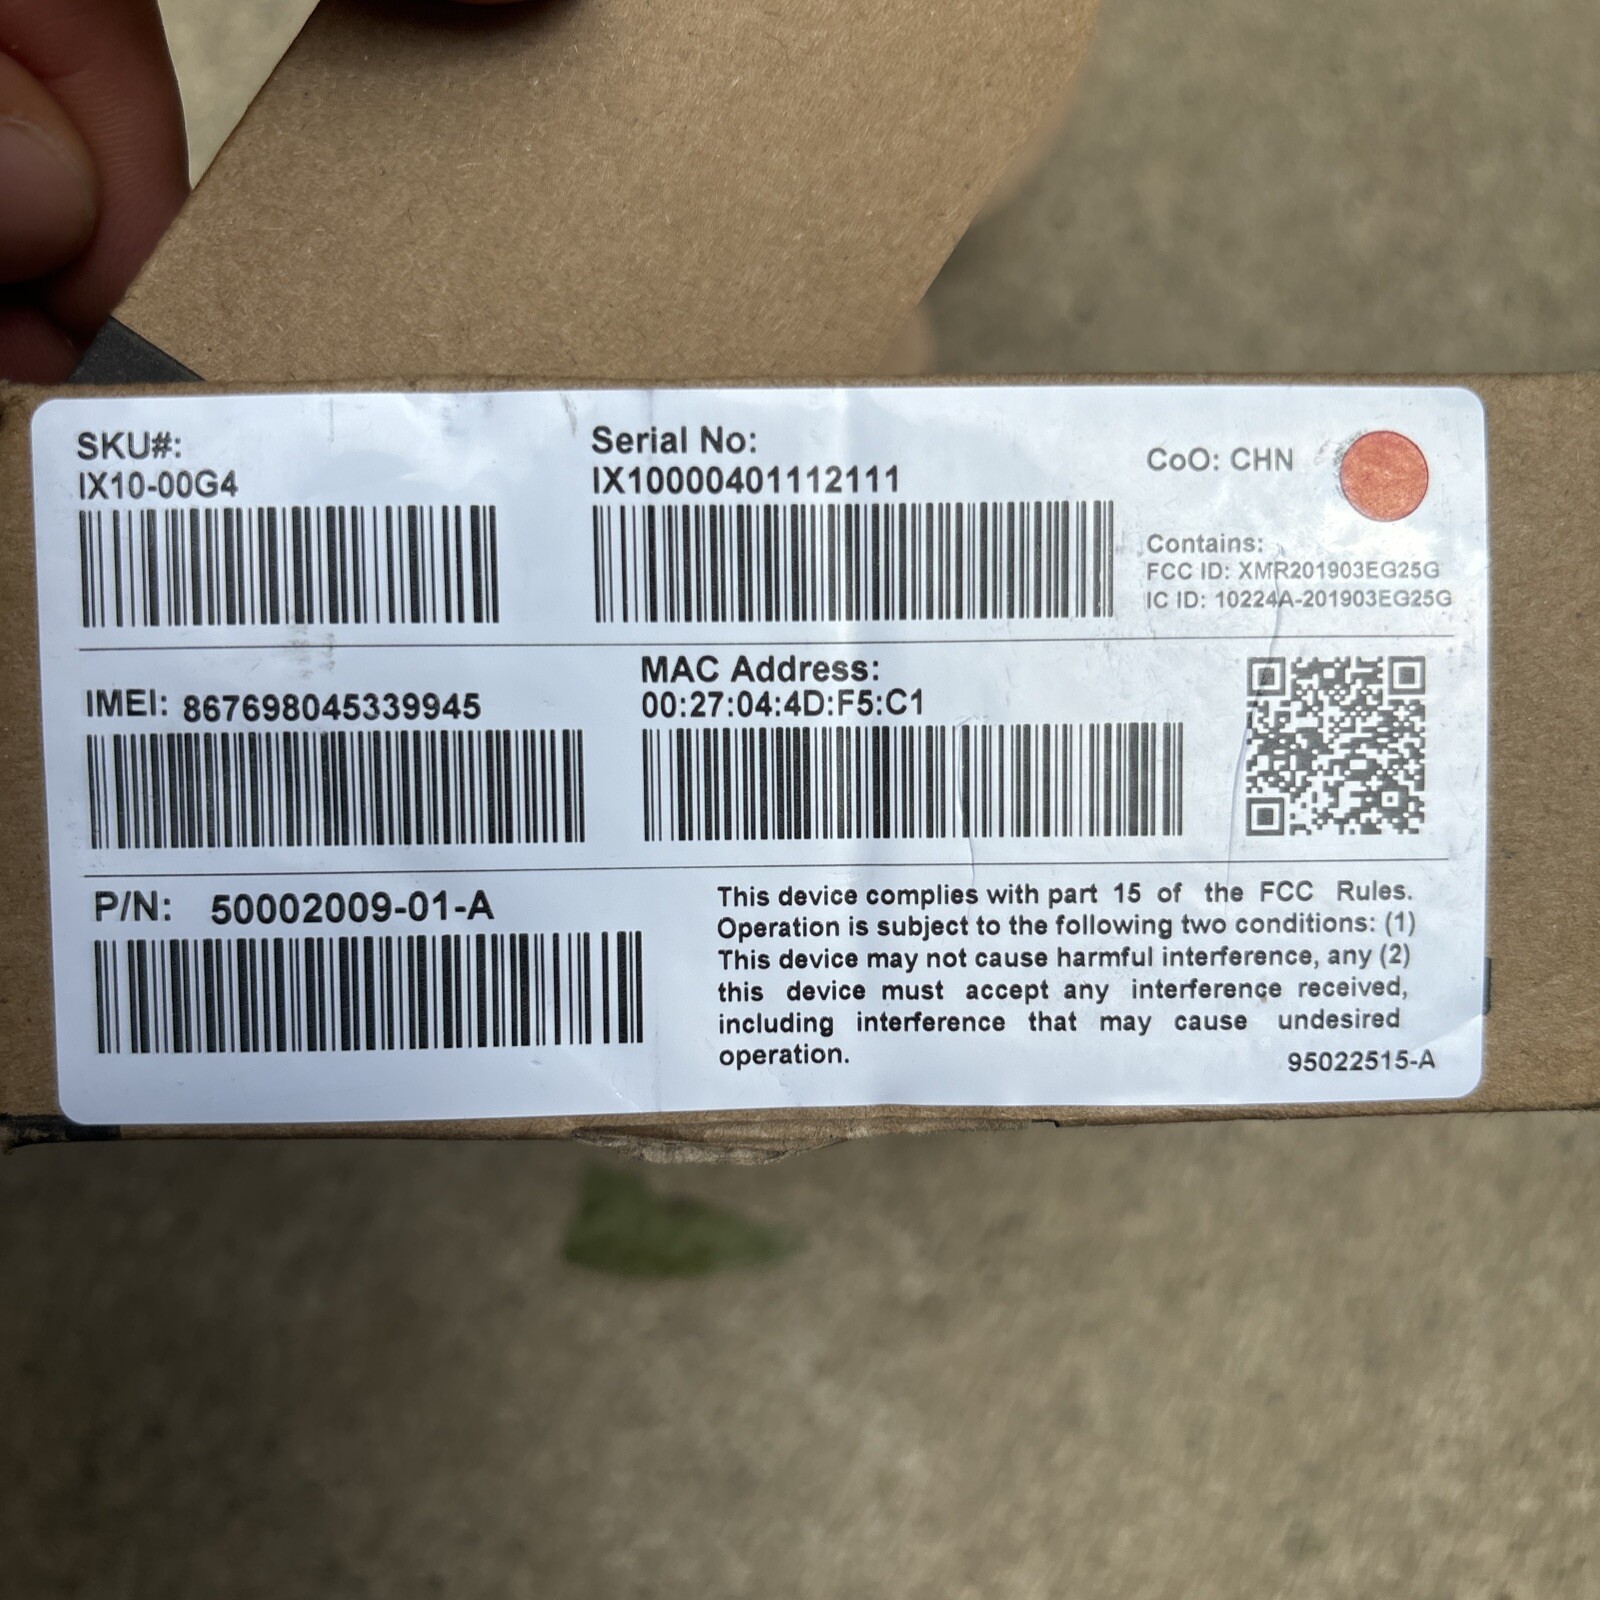 SKU#:
IX10-00G4
Serial No:
IX10000401112111
CoO: CHN
Contains:
FCC ID: XMR201903EG25G
IC ID: 10224A-201903EG25G
IMEI: 867698045339945
MAC Address:
00:27:04:4D:F5:C1
P/N: 50002009-01-A
This device complies with part 15 of the FCC Rules.
Operation is subject to the following two conditions: (1)
This device may not cause harmful interference, any (2)
this device must accept any interference received,
including interference that may cause undesired
operation.
95022515-A